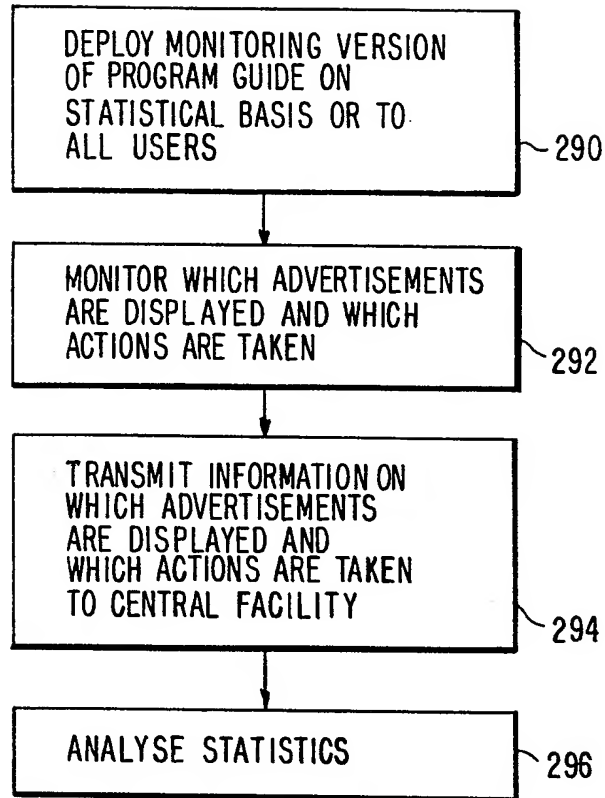 DEPLOY MONITORING VERSION
OF PROGRAM GUIDE ON
STATISTICAL BASIS OR TO
ALL USERS
290
MONITOR WHICH ADVERTISEMENTS
ARE DISPLAYED AND WHICH
ACTIONS ARE TAKEN
292
TRANSMIT INFORMATION ON
WHICH ADVERTISEMENTS
ARE DISPLAYED AND
WHICH ACTIONS ARE TAKEN
TO CENTRAL FACILITY
294
ANALYSE STATISTICS
296